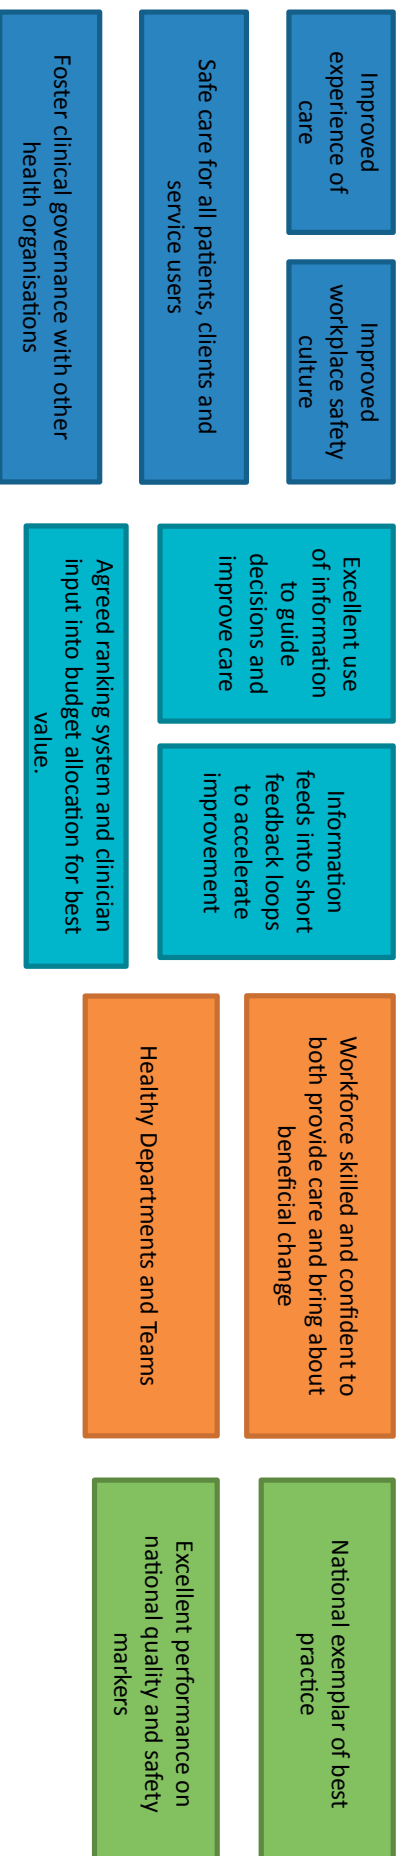 Improved
experience of
care
Improved
workplace safety
culture
Safe care for all patients, clients and
service users
Foster clinical governance with other
health organisations
Excellent use
of information
to guide
decisions and
improve care
Information
feeds into short
feedback loops
to accelerate
improvement
Agreed ranking system and clinician
input into budget allocation for best
value.
Workforce skilled and confident to
both provide care and bring about
beneficial change
Healthy Departments and Teams
National exemplar of best
practice
Excellent performance on
national quality and safety
markers